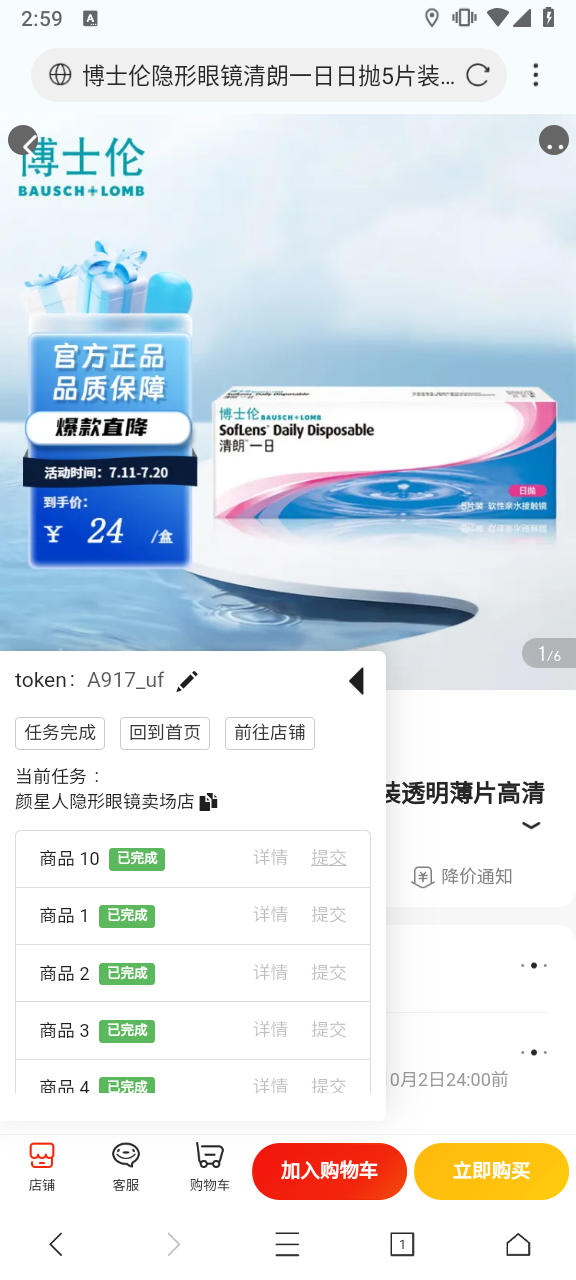 2:59
博士伦隐形眼镜清朗一日日抛5片装...
博士伦
BAUSCH+LOMB
官方正品
品质保障
爆款直降
活动时间：7.11-7.20
到手价：
￥ 24 /盒
博士伦 BAUSCH+LOMB
SofLens® Daily Disposable
清朗™一日
日抛
5片装 软性亲水接触镜
1/6
token： A917_uf
任务完成 回到首页 前往店铺
当前任务 ：
颜星人隐形眼镜卖场店
装透明薄片高清
降价通知
商品 10 已完成 详情 提交
商品 1 已完成 详情 提交
商品 2 已完成 详情 提交
商品 3 已完成 详情 提交
商品 4 已完成 详情 提交
0月2日24:00前
店铺 客服 购物车 加入购物车 立即购买
1